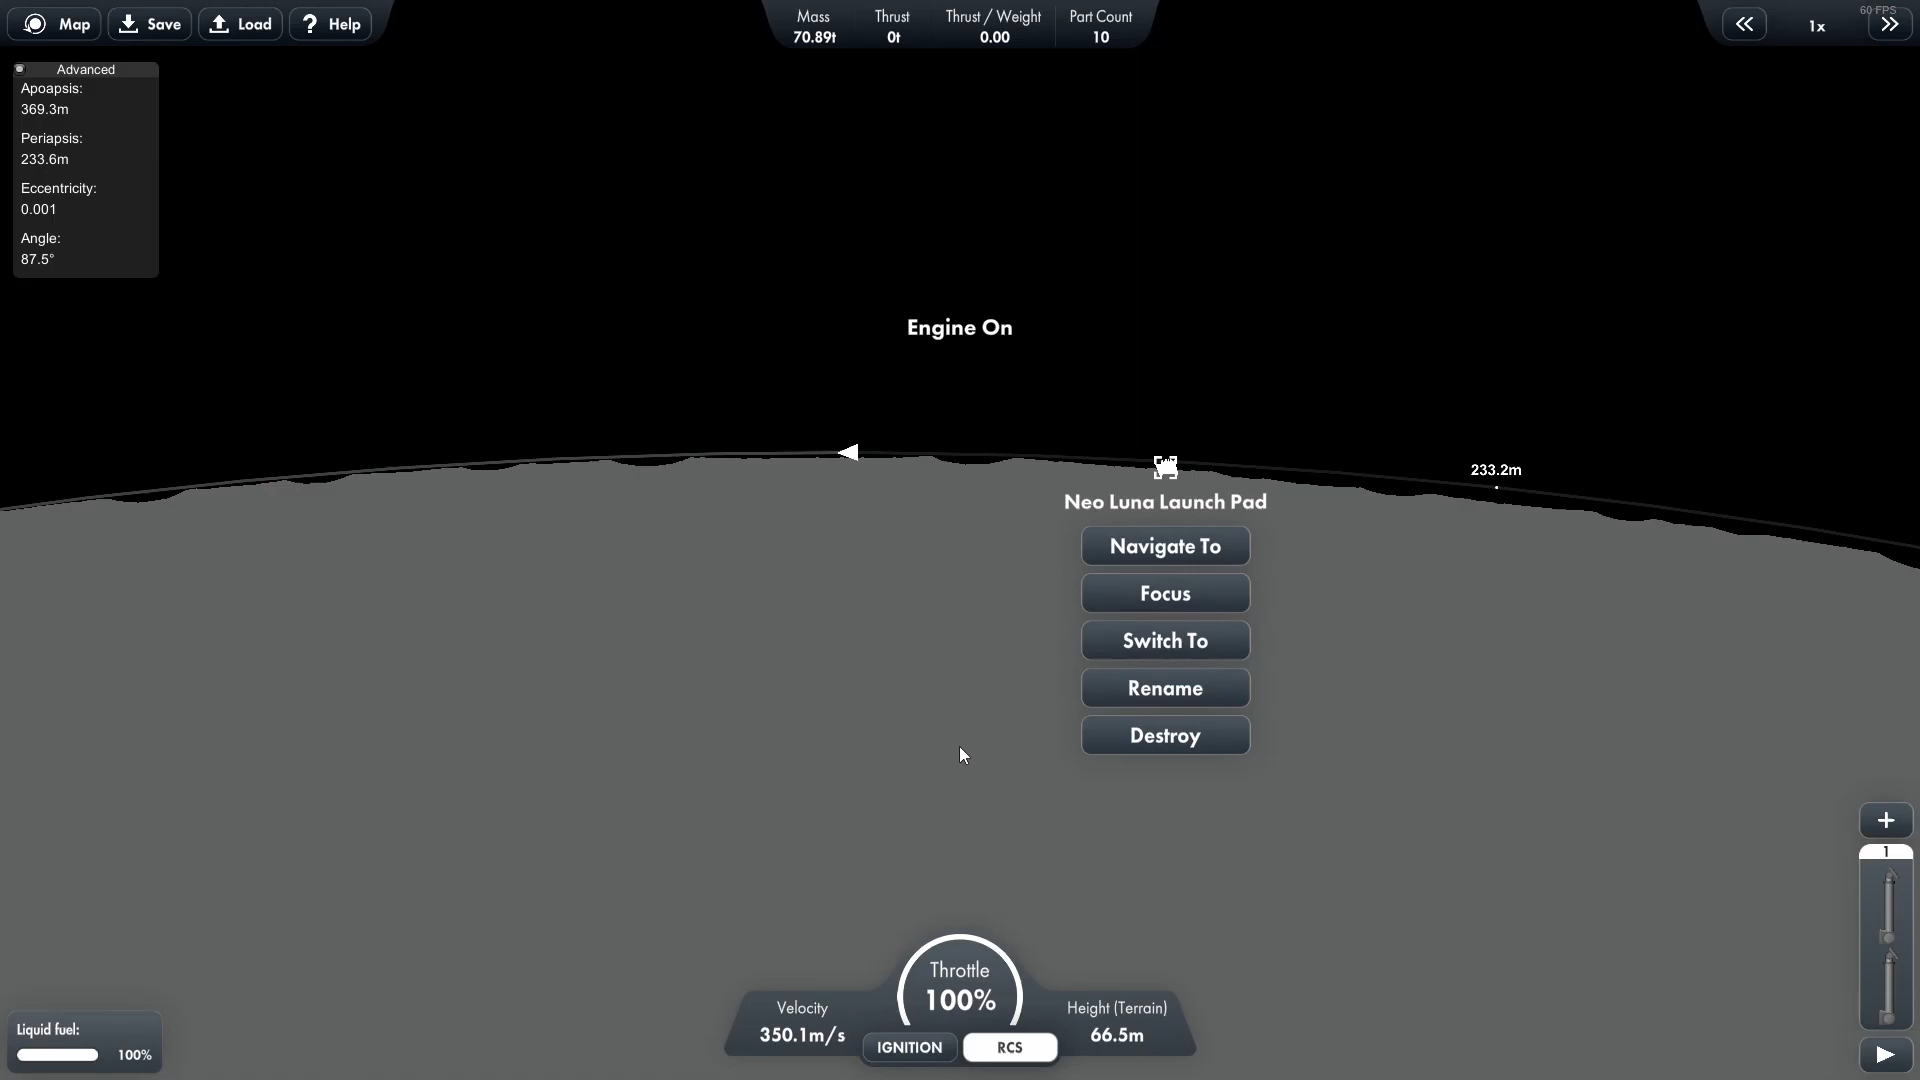 Map
Save
Load
? Help
Mass
70.89t
Thrust
0t
Thrust / Weight
0.00
Part Count
10
1x
60 FPS
Advanced
Apoapsis:
369.3m
Periapsis:
233.6m
Eccentricity:
0.001
Angle:
87.5°
Engine On
233.2m
Neo Luna Launch Pad
Navigate To
Focus
Switch To
Rename
Destroy
1
Throttle
100%
Velocity
350.1m/s
Height (Terrain)
66.5m
IGNITION
RCS
Liquid fuel:
100%